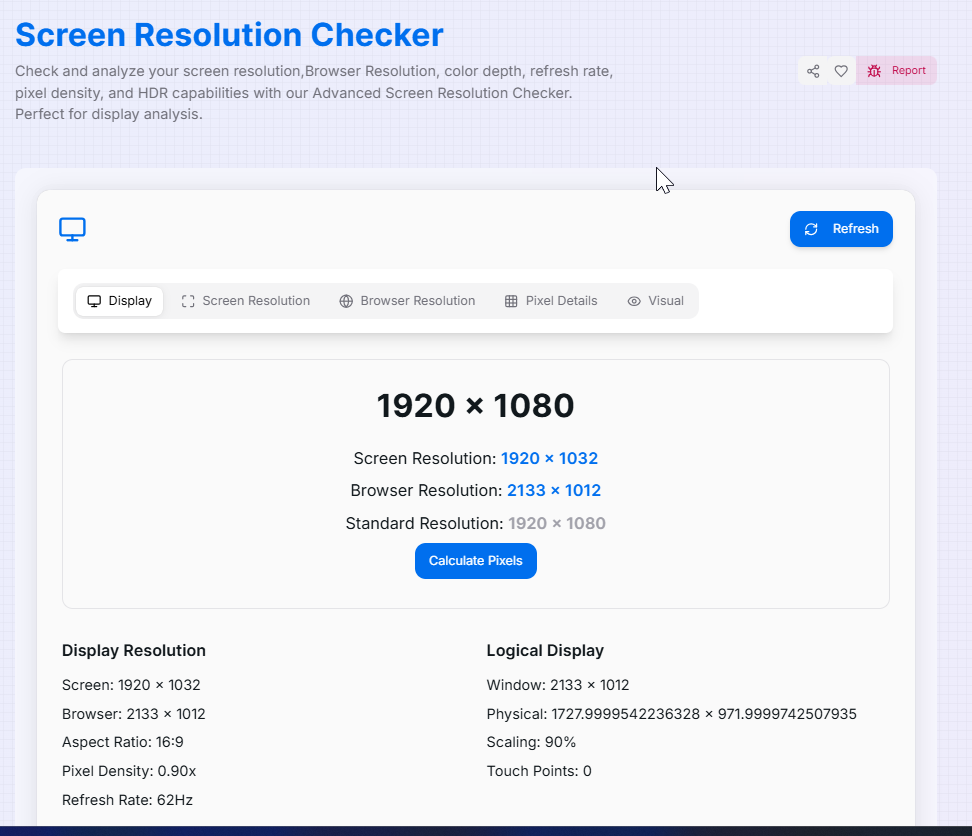 Screen Resolution Checker
Check and analyze your screen resolution,Browser Resolution, color depth, refresh rate,
pixel density, and HDR capabilities with our Advanced Screen Resolution Checker.
Perfect for display analysis.
Report
Refresh
Display
Screen Resolution
Browser Resolution
Pixel Details
Visual
1920 × 1080
Screen Resolution: 1920 × 1032
Browser Resolution: 2133 × 1012
Standard Resolution: 1920 × 1080
Calculate Pixels
Display Resolution
Screen: 1920 × 1032
Browser: 2133 × 1012
Aspect Ratio: 16:9
Pixel Density: 0.90x
Refresh Rate: 62Hz
Logical Display
Window: 2133 × 1012
Physical: 1727.9999542236328 × 971.9999742507935
Scaling: 90%
Touch Points: 0